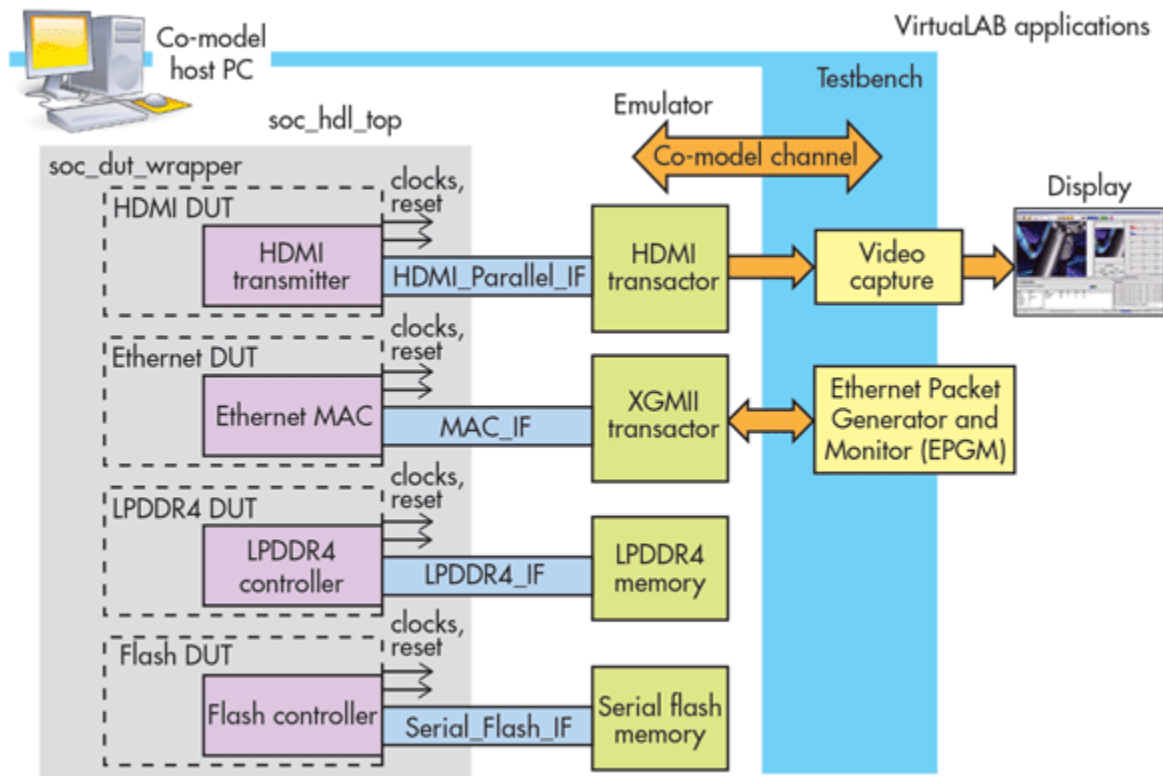 Co-model
host PC
VirtuaLAB applications
Testbench
soc_hdl_top
Emulator
Co-model channel
soc_dut_wrapper
HDMI DUT
clocks,
reset
HDMI
transmitter
HDMI_Parallel_IF
HDMI
transactor
Video
capture
Display
Ethernet DUT
clocks,
reset
Ethernet MAC
MAC_IF
XGMII
transactor
Ethernet Packet
Generator and
Monitor (EPGM)
LPDDR4 DUT
clocks,
reset
LPDDR4
controller
LPDDR4_IF
LPDDR4
memory
Flash DUT
clocks,
reset
Flash controller
Serial_Flash_IF
Serial flash
memory